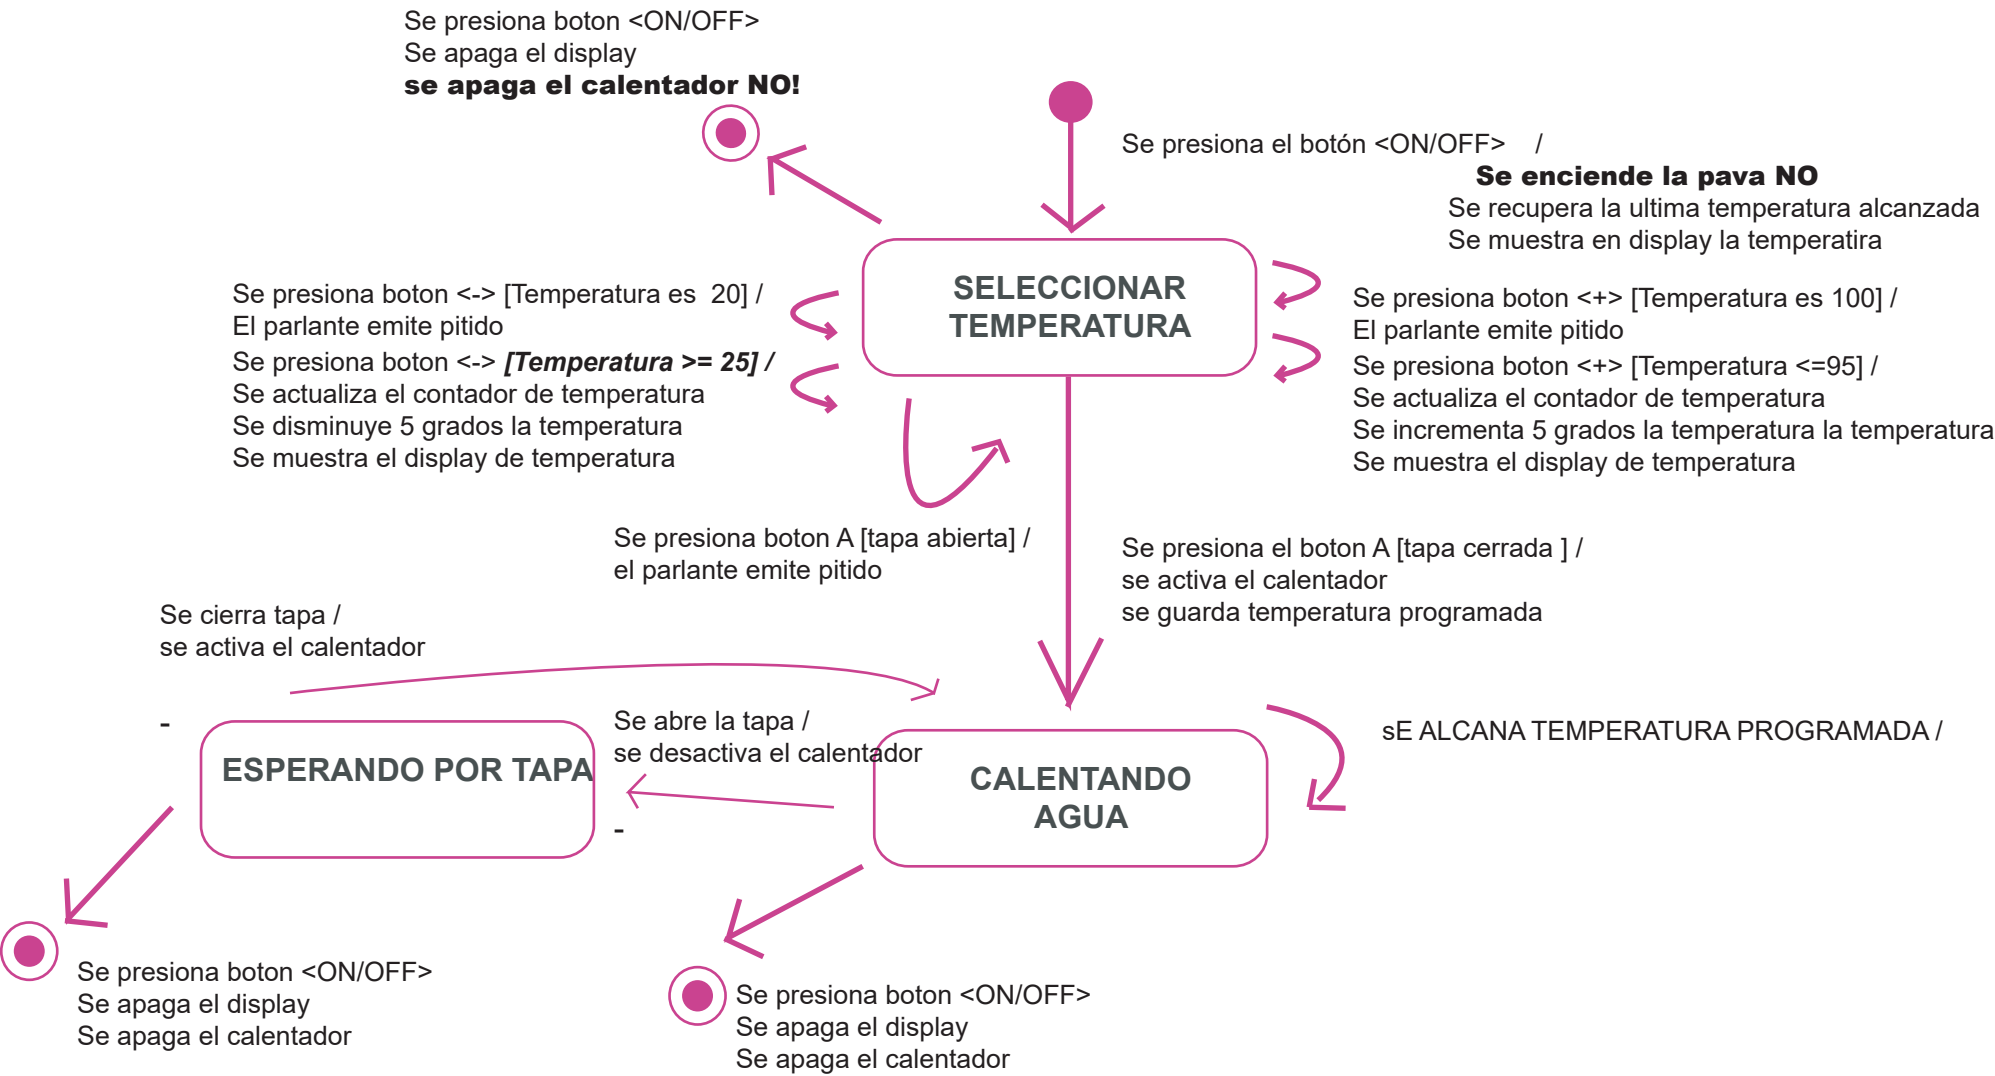 Se presiona boton <ON/OFF>
Se apaga el display
se apaga el calentador NO!
Se presiona el botón <ON/OFF> /
Se enciende la pava NO
Se recupera la ultima temperatura alcanzada
Se muestra en display la temperatira
SELECCIONAR
TEMPERATURA
Se presiona boton <-> [Temperatura es 20] /
El parlante emite pitido
Se presiona boton <-> [Temperatura >= 25] /
Se actualiza el contador de temperatura
Se disminuye 5 grados la temperatura
Se muestra el display de temperatura
Se presiona boton <+> [Temperatura es 100] /
El parlante emite pitido
Se presiona boton <+> [Temperatura <=95] /
Se actualiza el contador de temperatura
Se incrementa 5 grados la temperatura la temperatura
Se muestra el display de temperatura
Se presiona boton A [tapa abierta] /
el parlante emite pitido
Se presiona el boton A [tapa cerrada ] /
se activa el calentador
se guarda temperatura programada
Se cierra tapa /
se activa el calentador
-
Se abre la tapa /
se desactiva el calentador
-
sE ALCANA TEMPERATURA PROGRAMADA /
ESPERANDO POR TAPA
CALENTANDO
AGUA
Se presiona boton <ON/OFF>
Se apaga el display
Se apaga el calentador
Se presiona boton <ON/OFF>
Se apaga el display
Se apaga el calentador